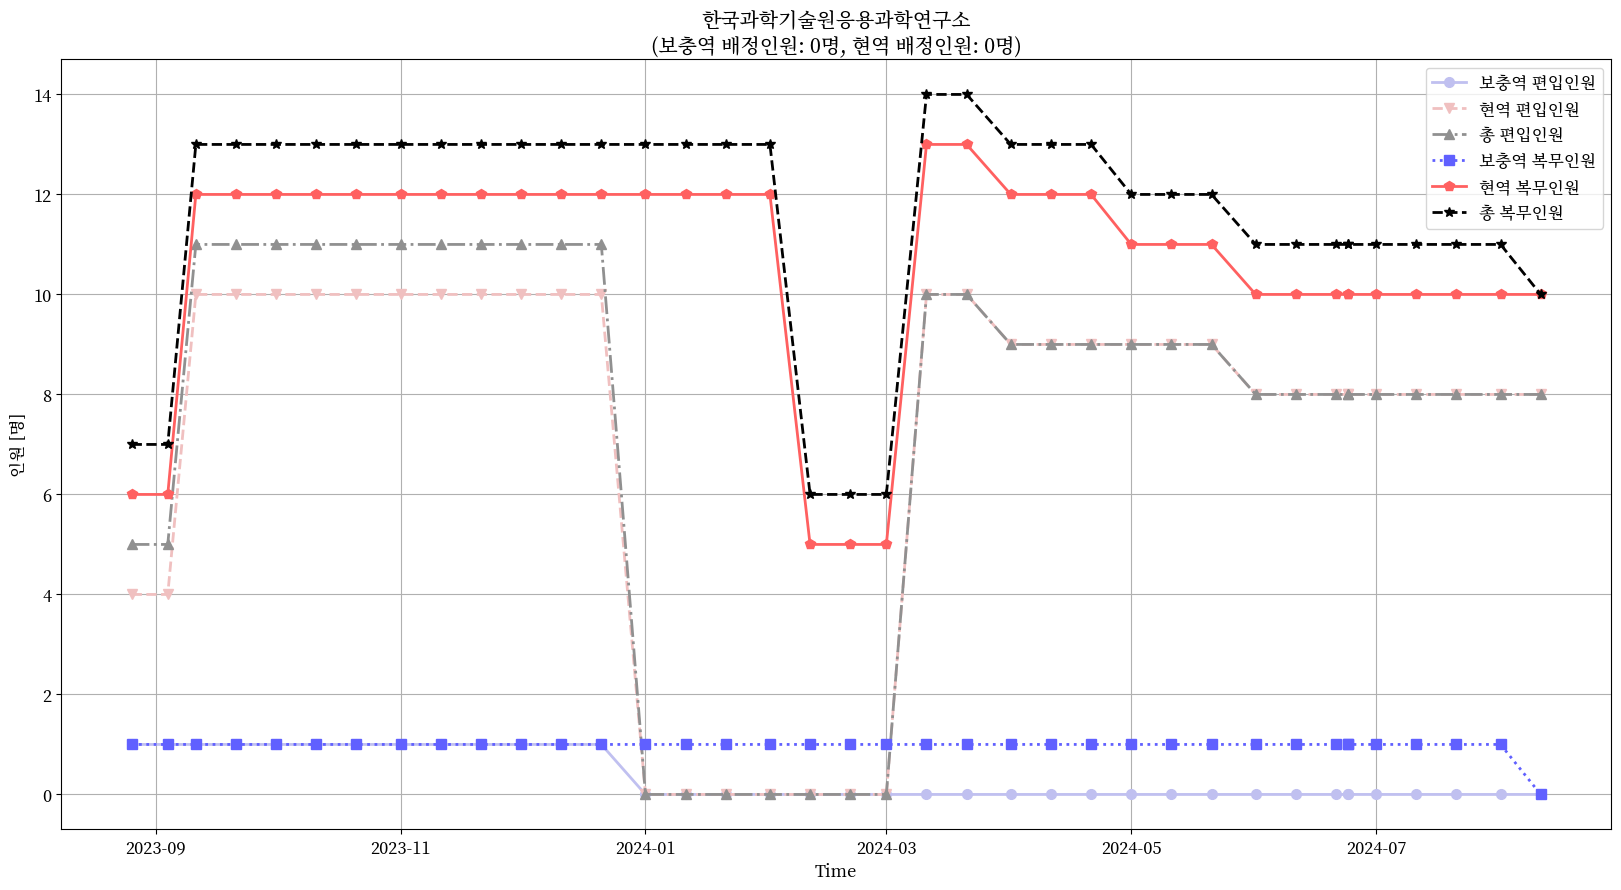 한국과학기술원응용과학연구소
(보충역 배정인원: 0명, 현역 배정인원: 0명)
인원 [명]
14
12
10
8
6
4
2
0
보충역 편입인원
현역 편입인원
총 편입인원
보충역 복무인원
현역 복무인원
총 복무인원
2023-09
2023-11
2024-01
2024-03
2024-05
2024-07
Time